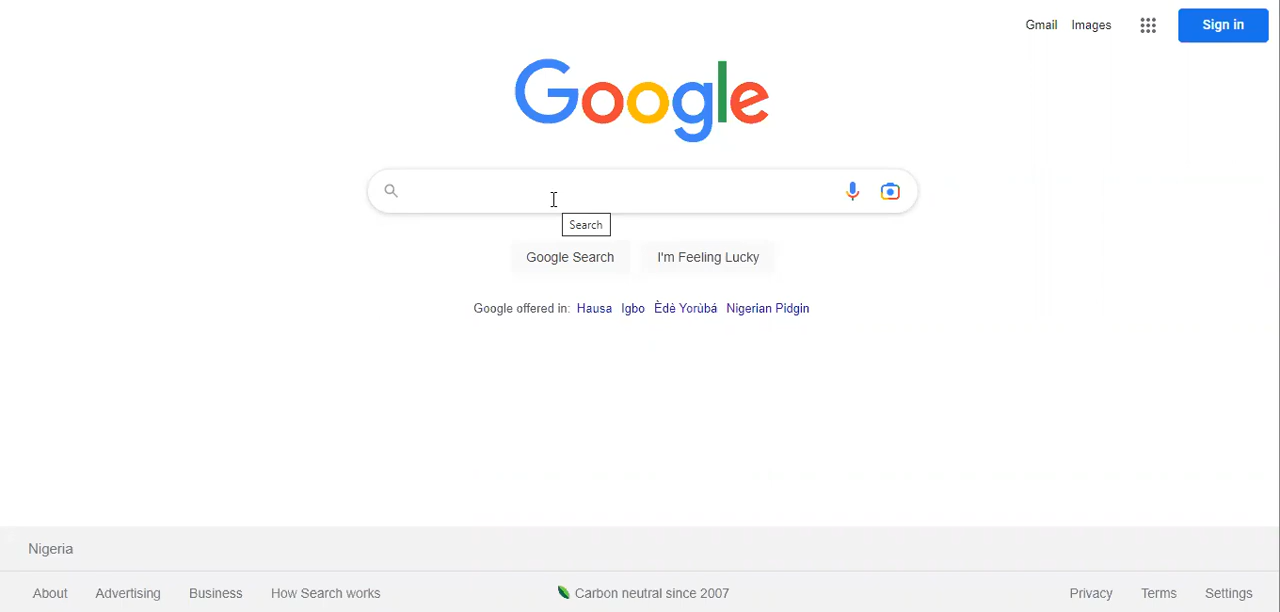 Gmail Images Sign in
Google
Search
Google Search I'm Feeling Lucky
Google offered in: Hausa Igbo Èdè Yorùbá Nigerian Pidgin
Nigeria
About Advertising Business How Search works Carbon neutral since 2007 Privacy Terms Settings